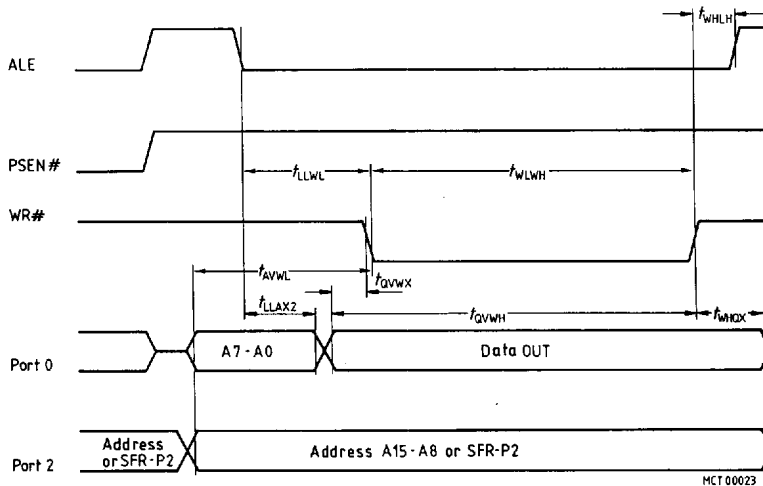 tWHLH
ALE
PSEN#
tLLWL
tWLWH
WR#
tAVWL
tQVWX
tLLAX2
tQVWH
tWHQX
Port 0
A7-A0
Data OUT
Port 2
Address
or SFR-P2
Address A15-A8 or SFR-P2
MCT00023